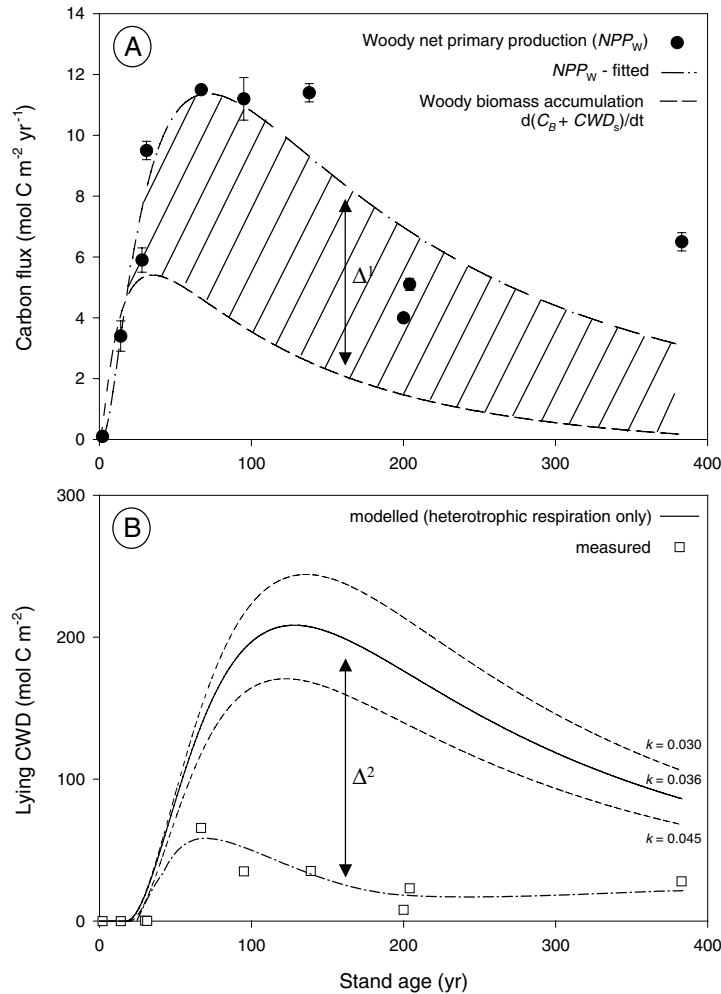 A
Woody net primary production (NPPW)
NPPW - fitted
Woody biomass accumulation
d(CB + CWDs)/dt
14
12
10
8
6
4
2
0
Carbon flux (mol C m-2 yr-1)
Δ1
0 100 200 300 400
B
modelled (heterotrophic respiration only)
measured
300
200
100
0
Lying CWD (mol C m-2)
Δ2
k = 0.030
k = 0.036
k = 0.045
0 100 200 300 400
Stand age (yr)